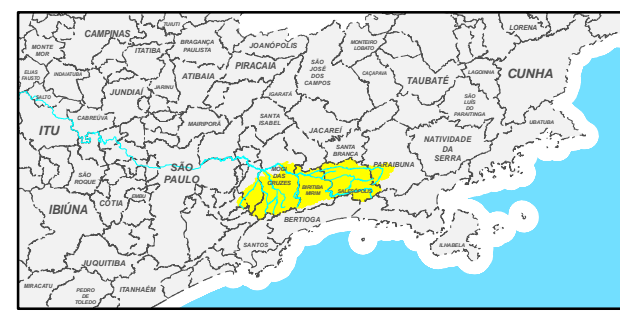 TUIUTI
CAMPINAS
LORENA
MONTE
MOR
ITATIBA
BRAGANÇA
PAULISTA
JOANÓPOLIS
MONTEIRO
LOBATO
PIRACAIA
SÃO
JOSÉ
DOS
CAMPOS
ELIAS
FAUSTO
INDAIATUBA
ATIBAIA
CAÇAPAVA
TAUBATÉ
LAGOINHA
CUNHA
SALTO
JUNDIAÍ
JARINU
IGARATÁ
SÃO
LUÍS
DO
PARAITINGA
CABREÚVA
MAIRIPORÃ
SANTA
ISABEL
UBATUBA
ITU
JACAREÍ
SANTA
BRANCA
NATIVIDADE
DA
SERRA
SÃO
PAULO
MOGI
DAS
CRUZES
PARAIBUNA
SÃO
ROQUE
BIRITIBA
MIRIM
SALESÓPOLIS
EMBU
COTIA
IBIÚNA
BERTIOGA
SANTOS
ILHABELA
JUQUITIBA
MIRACATU
PEDRO
DE
TOLEDO
ITANHAÉM